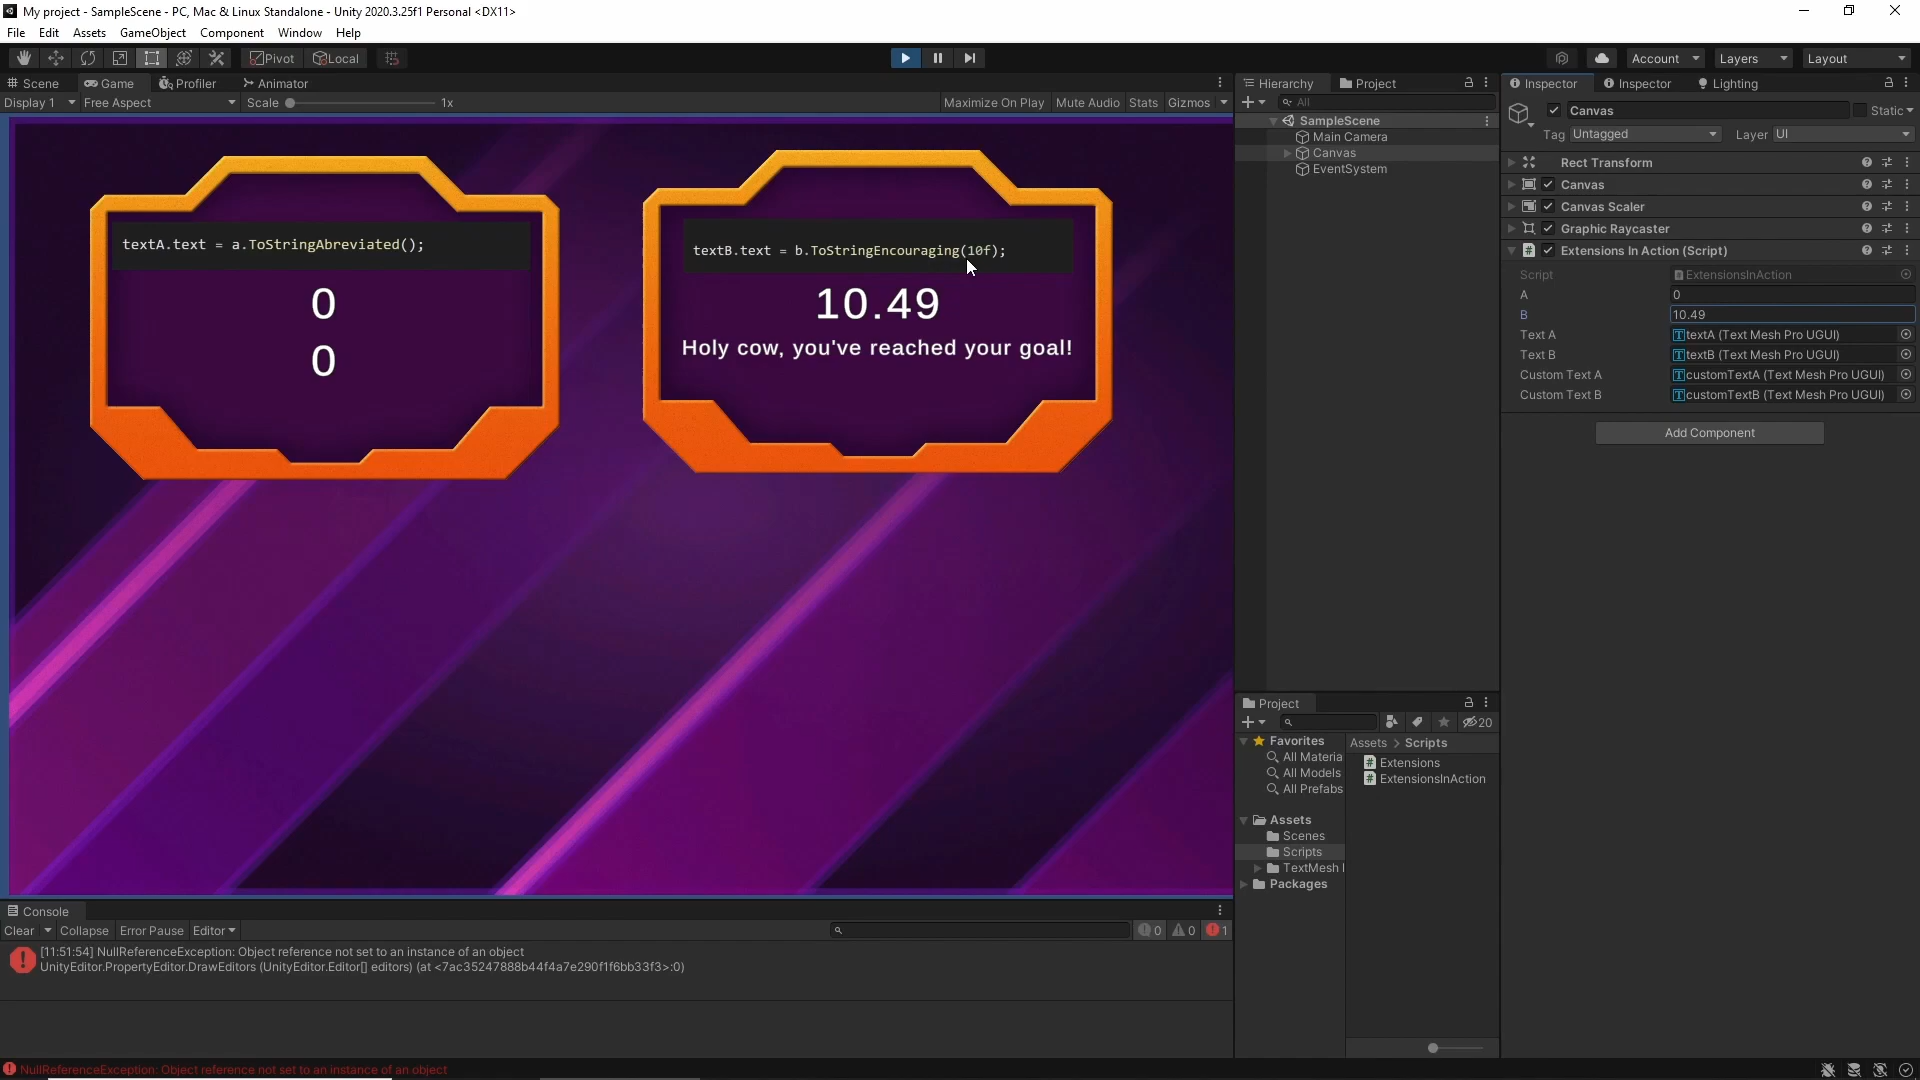 My project - SampleScene - PC, Mac & Linux Standalone - Unity 2020.3.25f1 Personal <DX11>
File Edit Assets GameObject Component Window Help
Pivot Local Account Layers Layout
Scene Game Profiler Animator
Display 1 Free Aspect Scale 1x Maximize On Play Mute Audio Stats Gizmos
textA.text = a.ToStringAbreviated();
0
0
textB.text = b.ToStringEncouraging(10f);
10.49
Holy cow, you've reached your goal!
Hierarchy Project
All
SampleScene
Main Camera
Canvas
EventSystem
Inspector Inspector Lighting
Canvas Static
Tag Untagged Layer UI
Rect Transform
Canvas
Canvas Scaler
Graphic Raycaster
Extensions In Action (Script)
Script ExtensionsInAction
A 0
B 10.49
Text A textA (Text Mesh Pro UGUI)
Text B textB (Text Mesh Pro UGUI)
Custom Text A customTextA (Text Mesh Pro UGUI)
Custom Text B customTextB (Text Mesh Pro UGUI)
Add Component
Project
20
Favorites
All Materia
All Models
All Prefabs
Assets
Scenes
Scripts
TextMesh
Packages
Assets > Scripts
Extensions
ExtensionsInAction
Console
Clear Collapse Error Pause Editor 0 0 1
[11:51:54] NullReferenceException: Object reference not set to an instance of an object
UnityEditor.PropertyEditor.DrawEditors (UnityEditor.Editor[] editors) (at <7ac35247888b44f4a7e290f1f6bb33f3>:0)
NullReferenceException: Object reference not set to an instance of an object